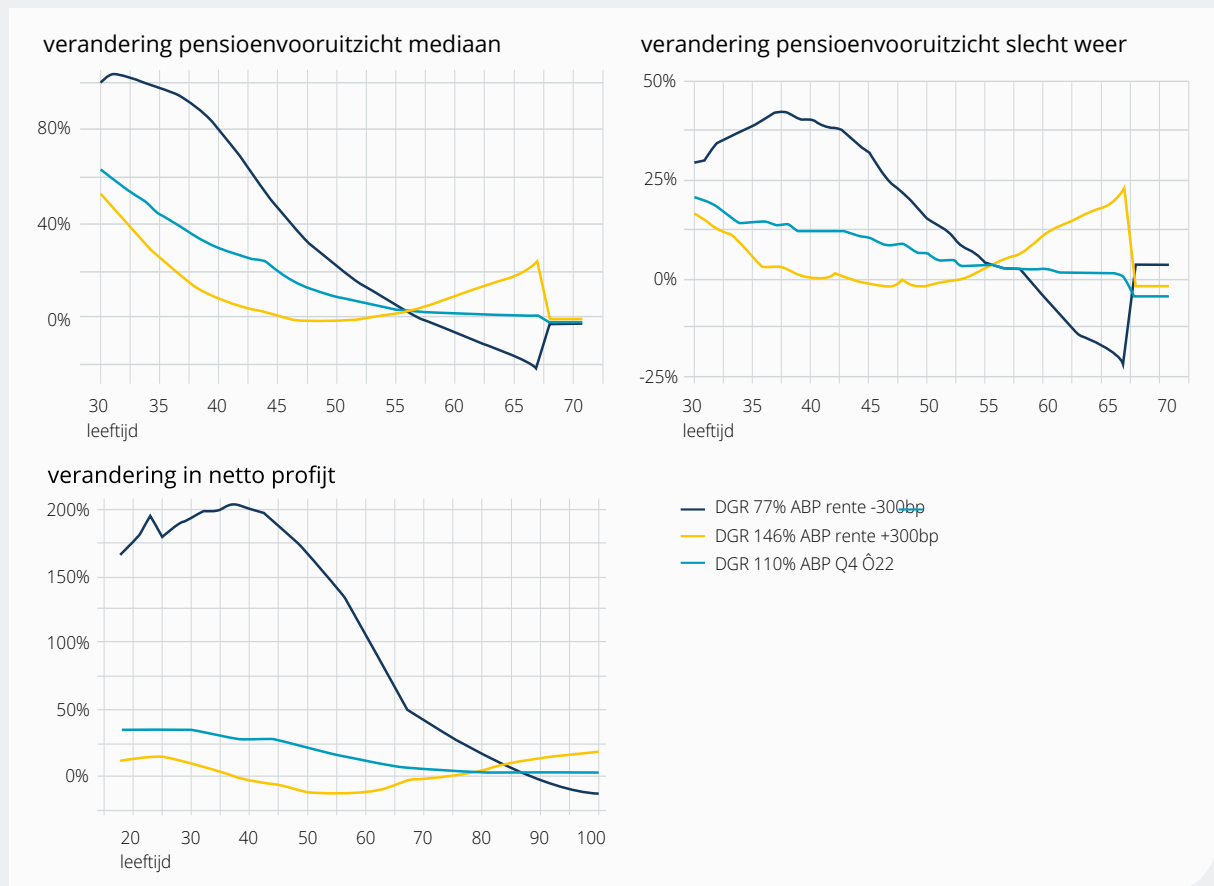 verandering pensioenvooruitzicht mediaan
80%
40%
0%
30 35 40 45 50 55 60 65 70
leeftijd
verandering pensioenvooruitzicht slecht weer
50%
25%
0%
-25%
30 35 40 45 50 55 60 65 70
leeftijd
verandering in netto profijt
200%
150%
100%
50%
0%
20 30 40 50 60 70 80 90 100
leeftijd
DGR 77% ABP rente -300bp
DGR 146% ABP rente +300bp
DGR 110% ABP Q4 Ô22